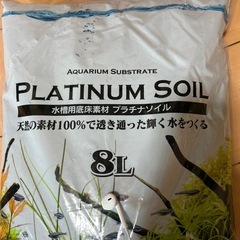 AQUARIUM SUBSTRATE
PLATINUM SOIL
水槽用底床素材 プラチナソイル
天然の素材100%で透き通った輝く水をつくる
8L